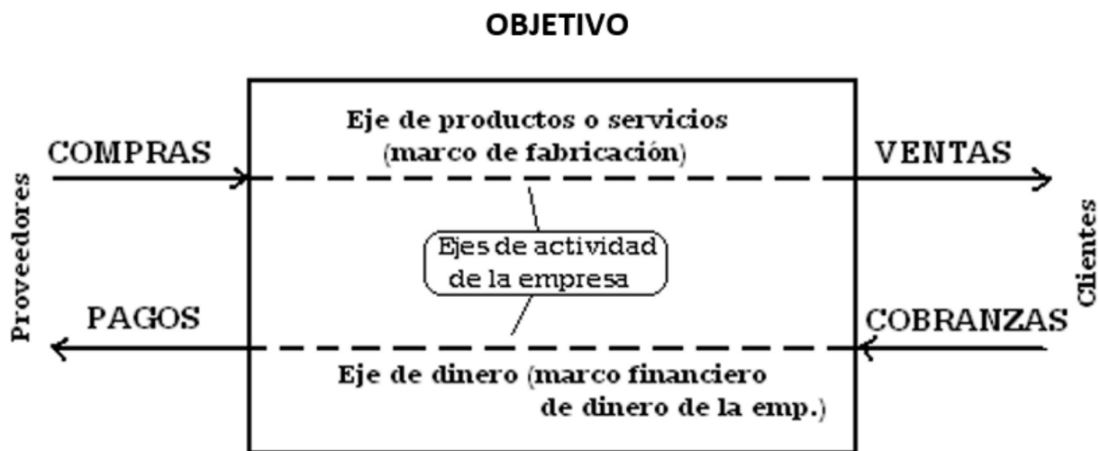 OBJETIVO
Eje de productos o servicios
(marco de fabricación)
COMPRAS
VENTAS
Proveedores
Ejes de actividad
de la empresa
Clientes
PAGOS
COBRANZAS
Eje de dinero (marco financiero
de dinero de la emp.)